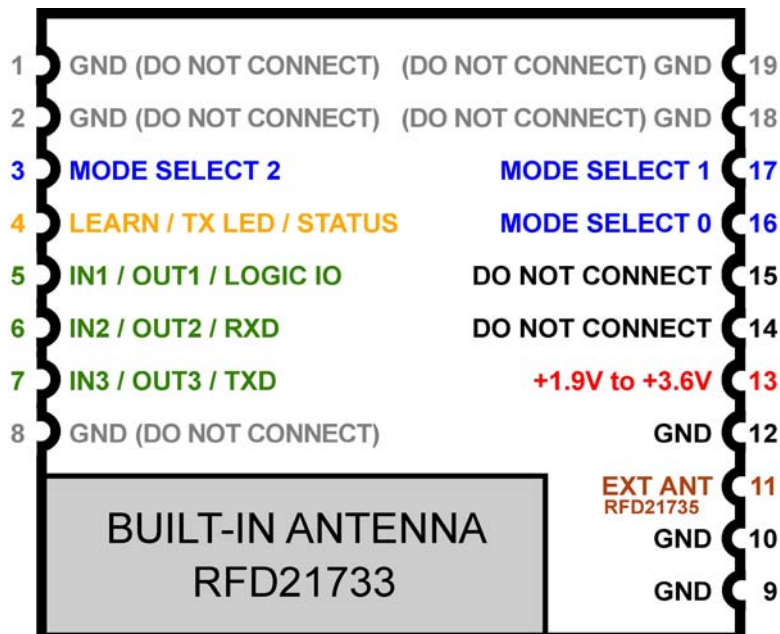 1 GND (DO NOT CONNECT) (DO NOT CONNECT) GND 19
2 GND (DO NOT CONNECT) (DO NOT CONNECT) GND 18
3 MODE SELECT 2 MODE SELECT 1 17
4 LEARN / TX LED / STATUS MODE SELECT 0 16
5 IN1 / OUT1 / LOGIC IO DO NOT CONNECT 15
6 IN2 / OUT2 / RXD DO NOT CONNECT 14
7 IN3 / OUT3 / TXD +1.9V to +3.6V 13
8 GND (DO NOT CONNECT) GND 12
EXT ANT 11
RFD21735
GND 10
GND 9
BUILT-IN ANTENNA
RFD21733